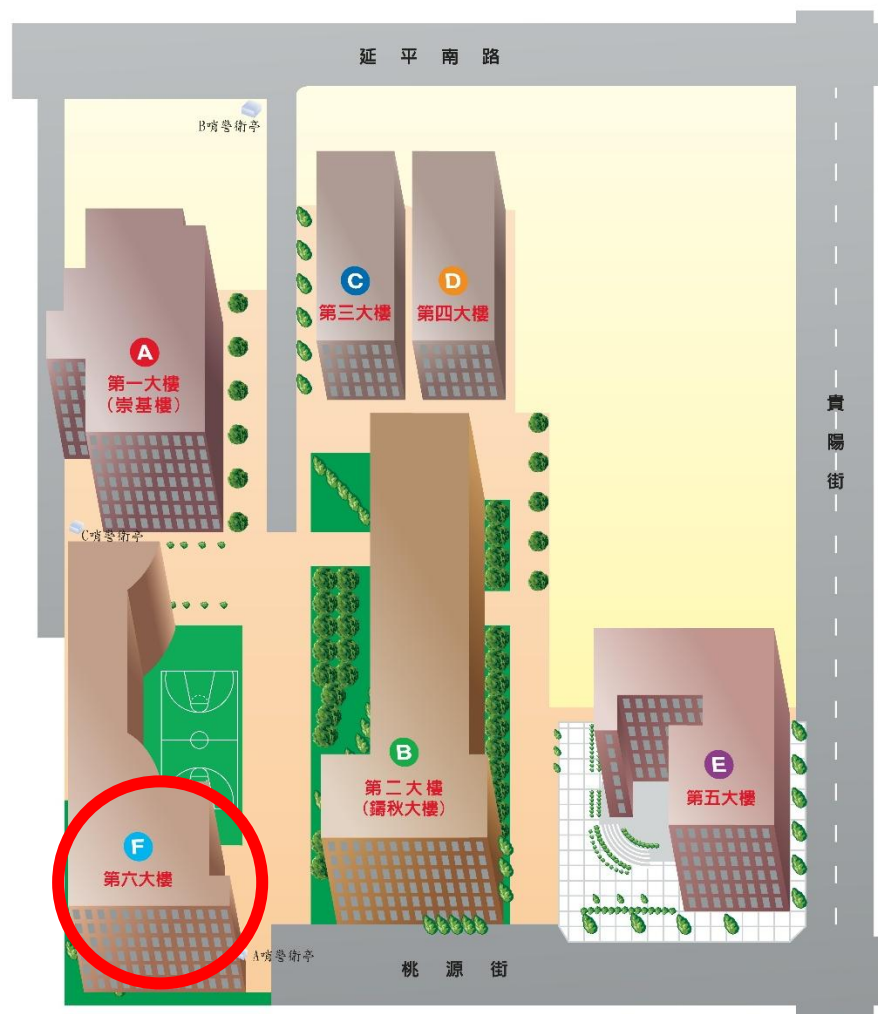 延平南路
B哨警衛亭
C
第三大樓
D
第四大樓
A
第一大樓
(崇基樓)
貴陽街
C哨警衛亭
B
第二大樓
(鑄秋大樓)
E
第五大樓
F
第六大樓
A哨警衛亭
桃源街